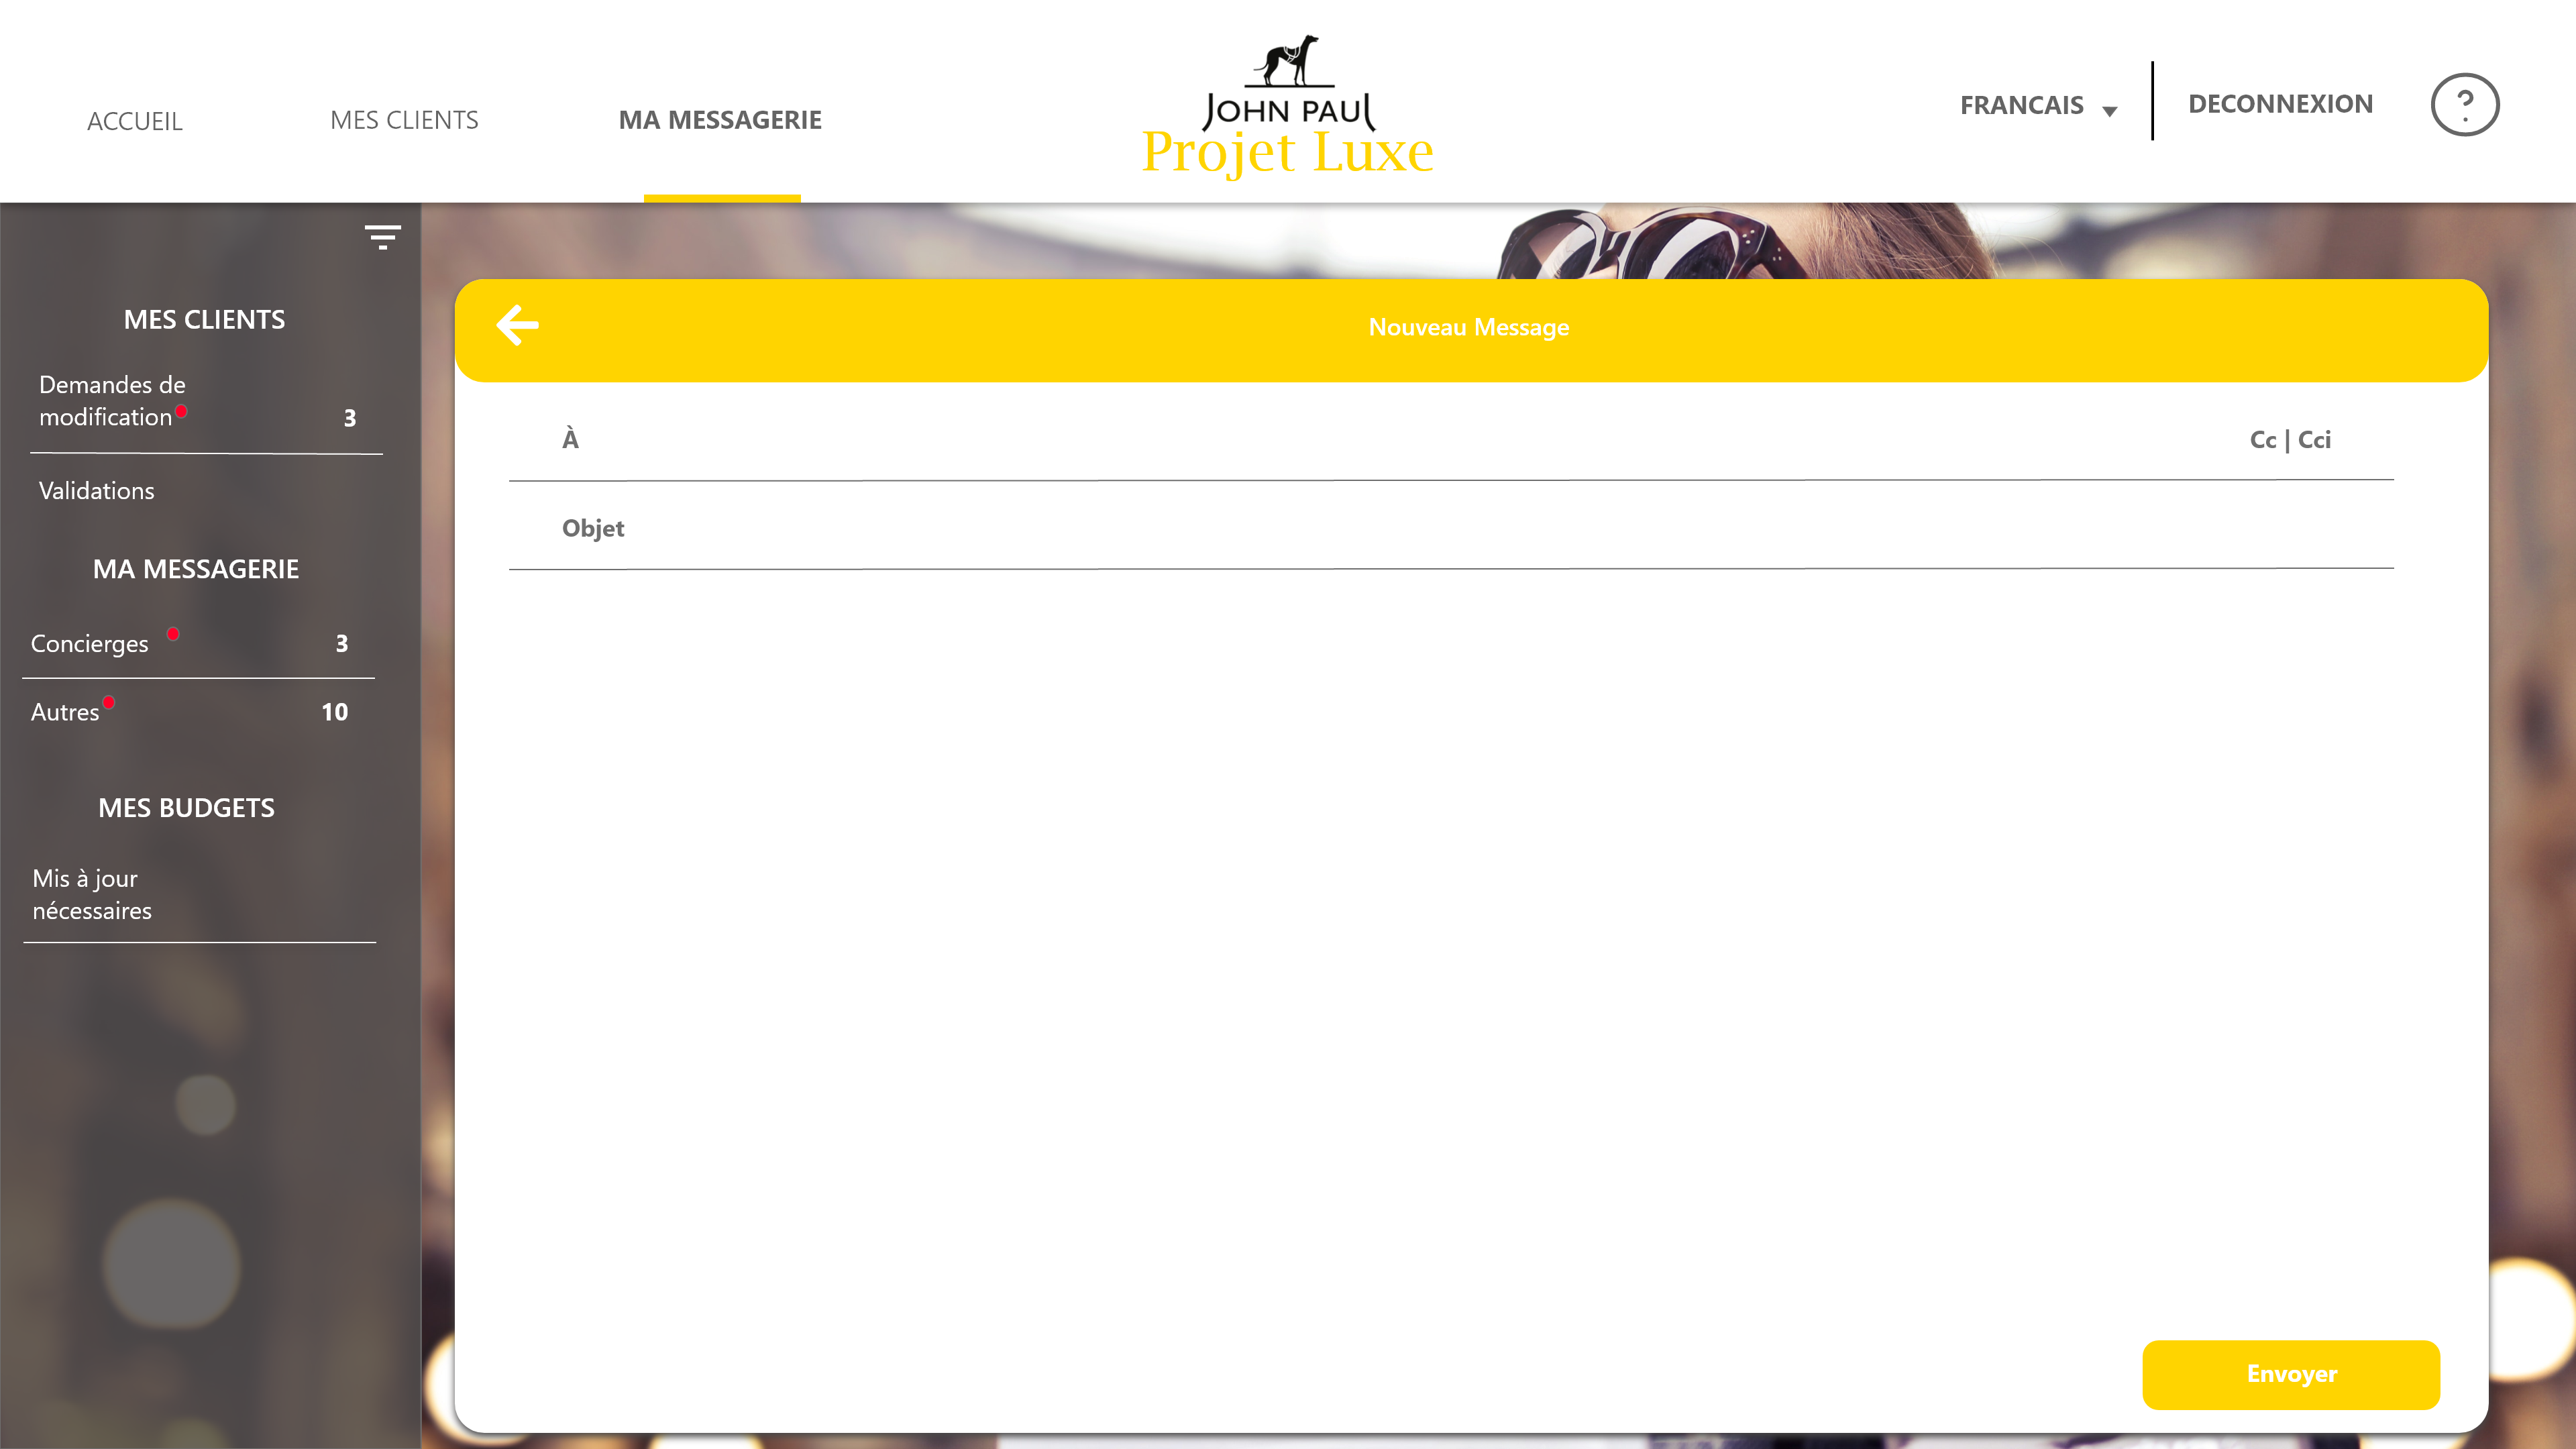 ACCUEIL
MES CLIENTS
MA MESSAGERIE
JOHN PAUL
Projet Luxe
FRANCAIS
DECONNEXION
?
MES CLIENTS
Demandes de
modification 3
Validations
MA MESSAGERIE
Concierges 3
Autres 10
MES BUDGETS
Mis à jour
nécessaires
Nouveau Message
À Cc | Cci
Objet
Envoyer